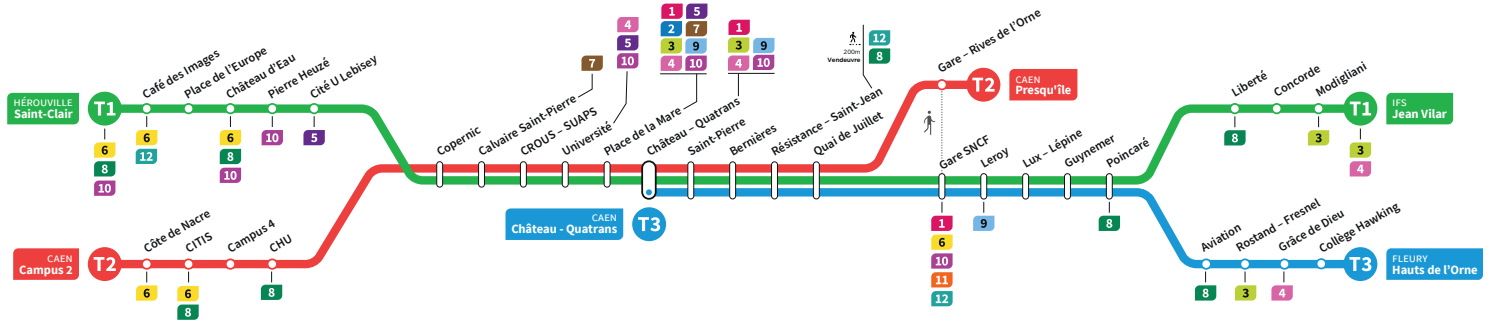 HÉROUVILLE
Saint-Clair
T1
6
8
10
Café des Images
6
12
Place de l'Europe
Château d'Eau
6
8
10
Pierre Heuzé
10
Cité U Lebisey
5
CAEN
Campus 2
T2
Côte de Nacre
6
CITIS
6
8
Campus 4
CHU
8
Copernic
Calvaire Saint-Pierre
7
CROUS – SUAPS
Université
4
5
10
Place de la Mare
1 5
2 7
3 9
4 10
Château – Quatrans
1
3 9
4 10
CAEN
Château - Quatrans
T3
Saint-Pierre
Bernières
Résistance – Saint-Jean
200m
Vendeuvre
12
8
Quai de Juillet
Gare – Rives de l'Orne
T2
CAEN
Presqu'île
Gare SNCF
1
6
10
11
12
Leroy
9
Lux – Lépine
Guynemer
Poincaré
8
Liberté
8
Concorde
Modigliani
3
T1
IFS
Jean Vilar
3
4
Aviation
8
Rostand – Fresnel
3
Grâce de Dieu
4
Collège Hawking
T3
FLEURY
Hauts de l'Orne